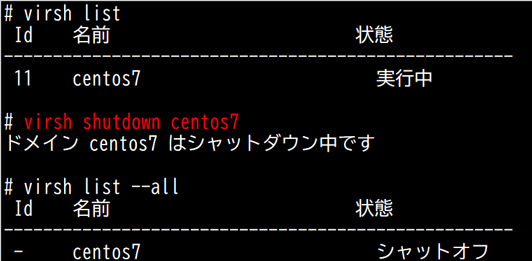 # virsh list
Id 名前 状態
----------------------------------------------------
11 centos7 実行中
# virsh shutdown centos7
ドメイン centos7 はシャットダウン中です
# virsh list --all
Id 名前 状態
----------------------------------------------------
- centos7 シャットオフ